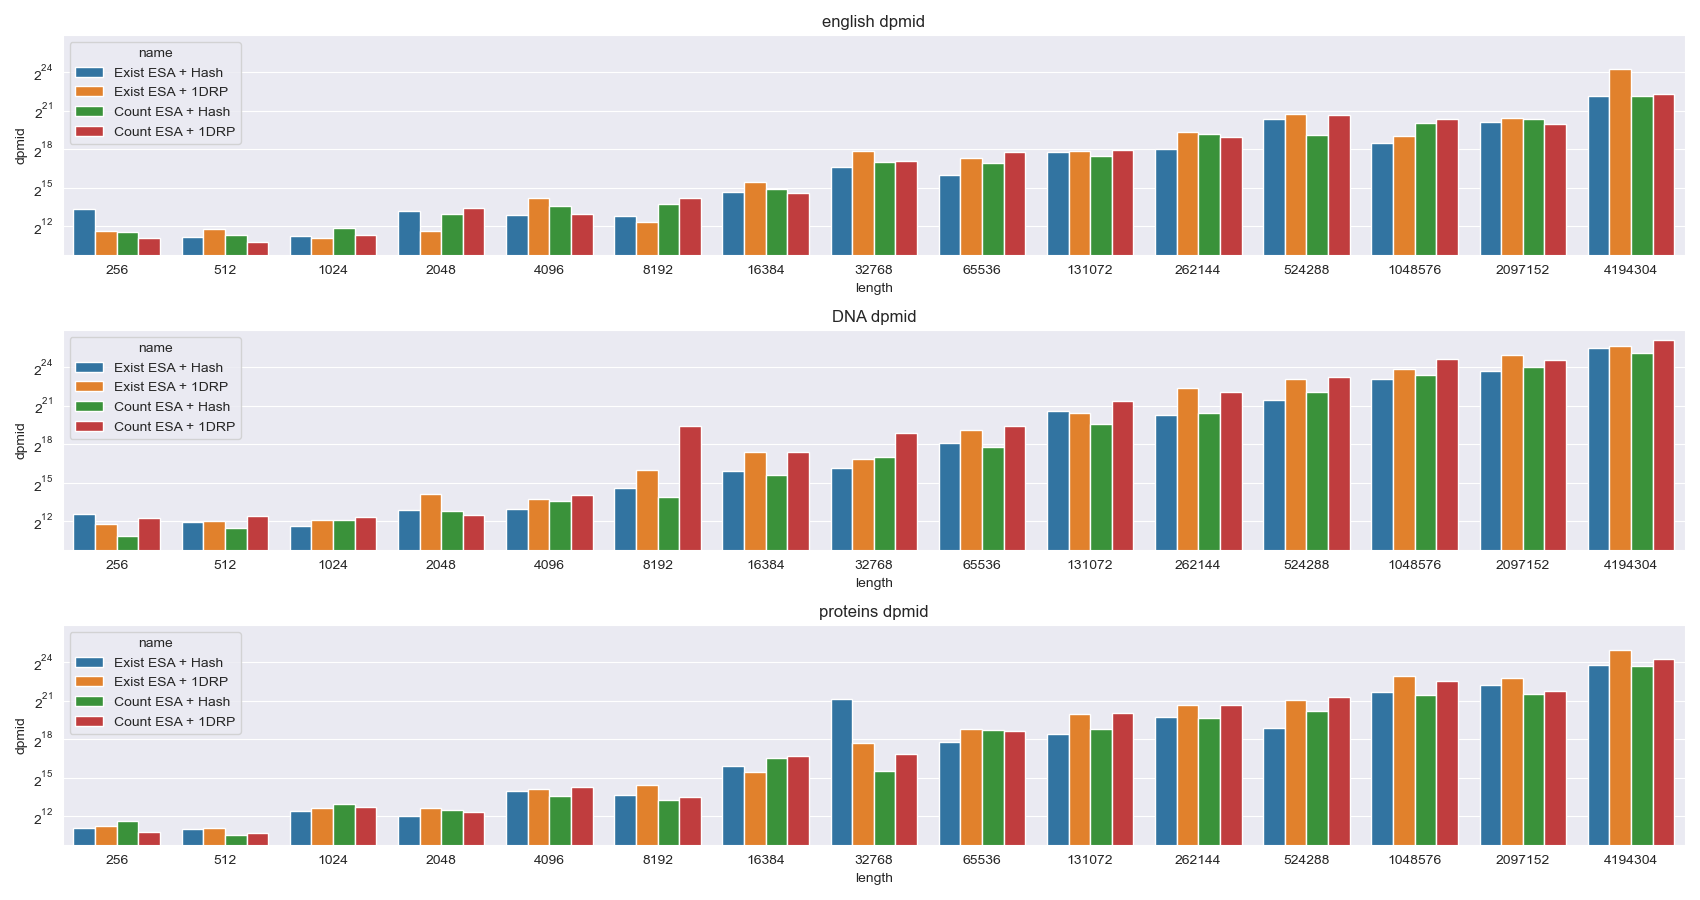 english dpmid
name
Exist ESA + Hash
Exist ESA + 1DRP
Count ESA + Hash
Count ESA + 1DRP
dpmid
2^24
2^21
2^18
2^15
2^12
256 512 1024 2048 4096 8192 16384 32768 65536 131072 262144 524288 1048576 2097152 4194304
length
DNA dpmid
name
Exist ESA + Hash
Exist ESA + 1DRP
Count ESA + Hash
Count ESA + 1DRP
dpmid
2^24
2^21
2^18
2^15
2^12
256 512 1024 2048 4096 8192 16384 32768 65536 131072 262144 524288 1048576 2097152 4194304
length
proteins dpmid
name
Exist ESA + Hash
Exist ESA + 1DRP
Count ESA + Hash
Count ESA + 1DRP
dpmid
2^24
2^21
2^18
2^15
2^12
256 512 1024 2048 4096 8192 16384 32768 65536 131072 262144 524288 1048576 2097152 4194304
length